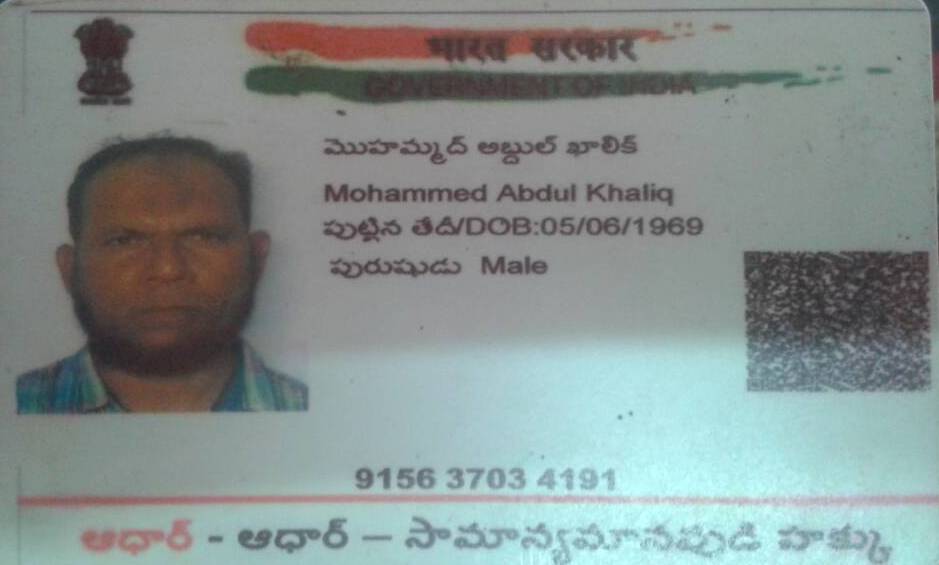 भारत सरकार
GOVERNMENT OF INDIA
మొహమ్మద్ అబ్దుల్ ఖాలిక్
Mohammed Abdul Khaliq
పుట్టిన తేదీ/DOB:05/06/1969
పురుషుడు Male
9156 3703 4191
ఆధార్ - ఆధార్ – సామాన్యమానవుడి హక్కు